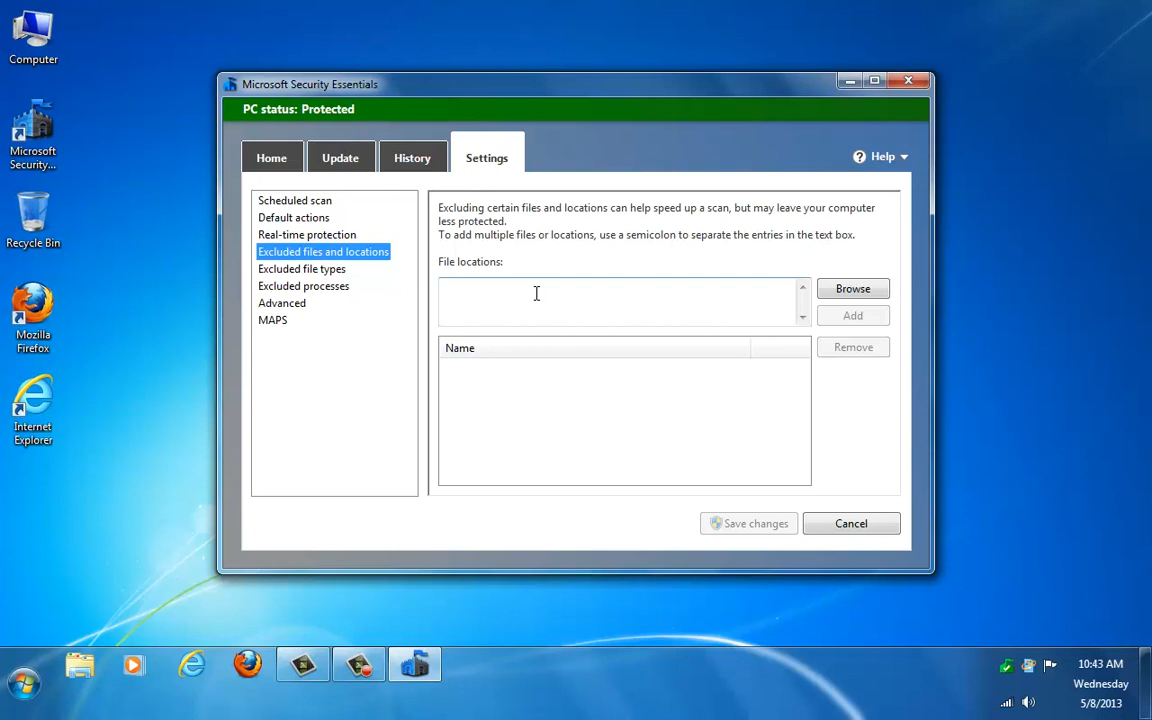 Computer
Microsoft
Security...
Recycle Bin
Mozilla
Firefox
Internet
Explorer
Microsoft Security Essentials
PC status: Protected
Home
Update
History
Settings
Help
Scheduled scan
Default actions
Real-time protection
Excluded files and locations
Excluded file types
Excluded processes
Advanced
MAPS
Excluding certain files and locations can help speed up a scan, but may leave your computer
less protected.
To add multiple files or locations, use a semicolon to separate the entries in the text box.
File locations:
Browse
Add
Name
Remove
Save changes
Cancel
10:43 AM
Wednesday
5/8/2013